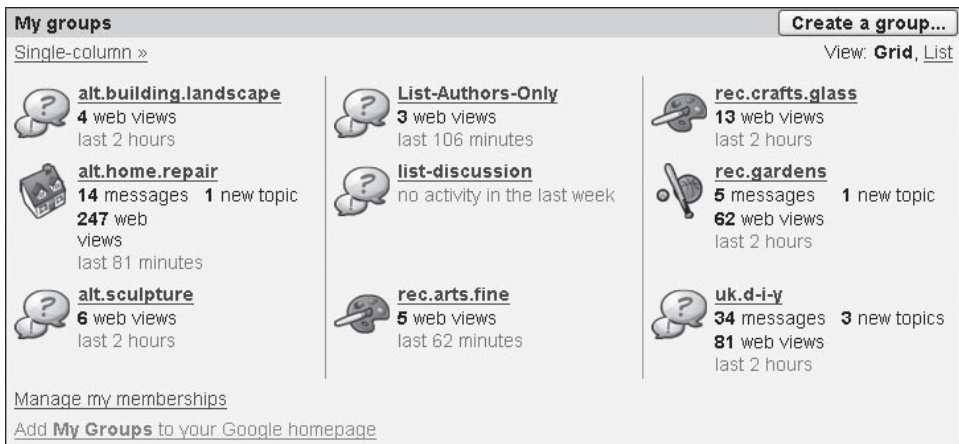 My groups
Create a group...
Single-column »
View: Grid, List
alt.building.landscape
4 web views
last 2 hours
alt.home.repair
14 messages 1 new topic
247 web
views
last 81 minutes
alt.sculpture
6 web views
last 2 hours
List-Authors-Only
3 web views
last 106 minutes
list-discussion
no activity in the last week
rec.arts.fine
5 web views
last 62 minutes
rec.crafts.glass
13 web views
last 2 hours
rec.gardens
5 messages 1 new topic
62 web views
last 2 hours
uk.d-i-y
34 messages 3 new topics
81 web views
last 2 hours
Manage my memberships
Add My Groups to your Google homepage